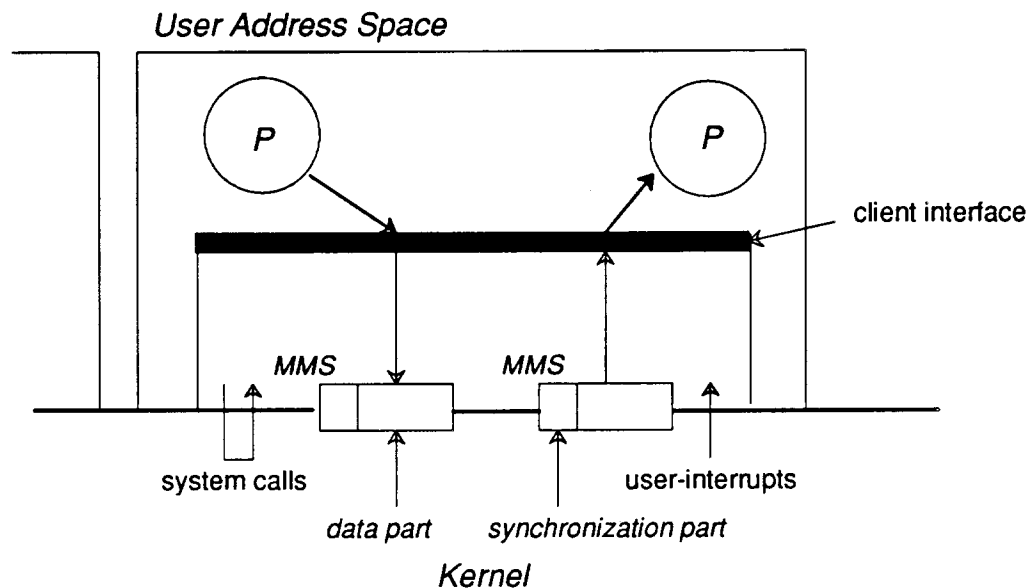 User Address Space
P
P
client interface
MMS
MMS
system calls
user-interrupts
data part
synchronization part
Kernel